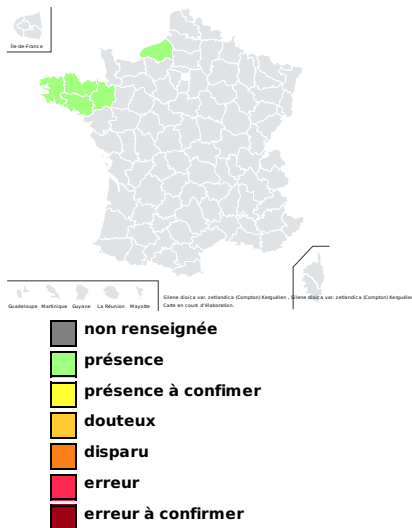 Île-de-France
Guadeloupe Martinique Guyane La Réunion Mayotte
Silene dioica var. zetlandica (Compton) Kerguélen , Silene dioica var. zetlandica (Compton) Kerguélen
Carte en cours d'élaboration.
non renseignée
présence
présence à confimer
douteux
disparu
erreur
erreur à confirmer